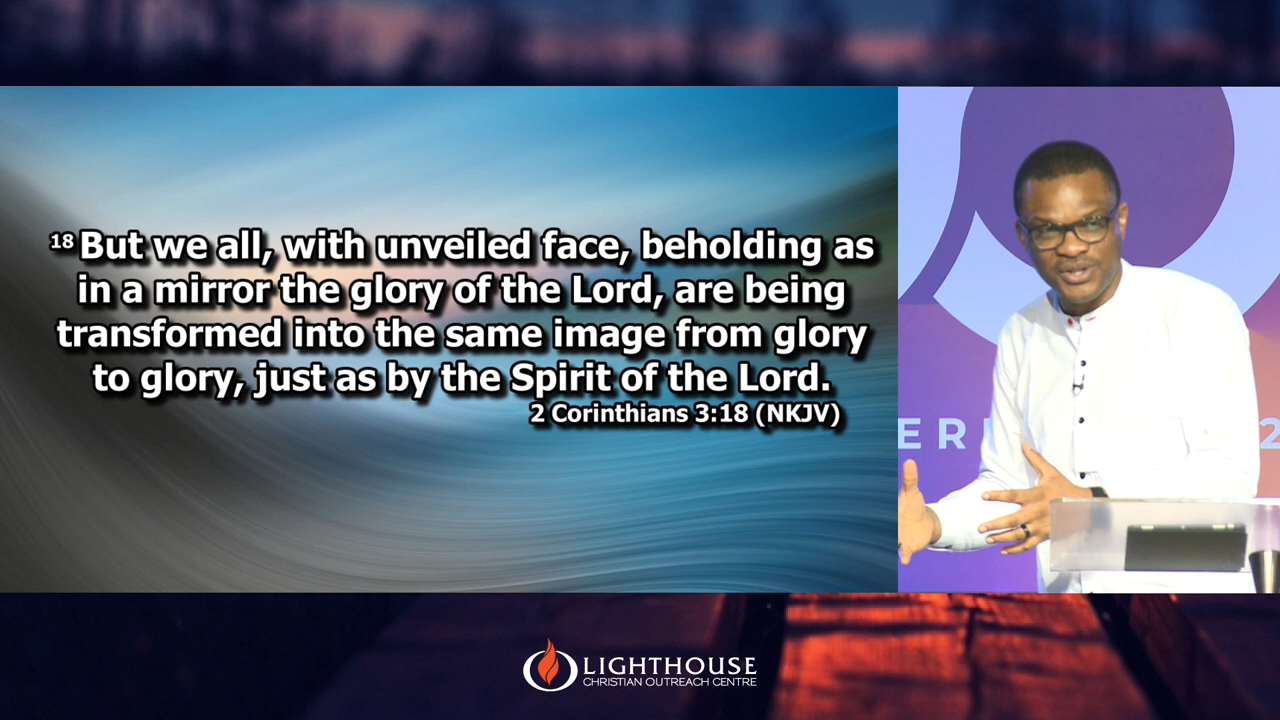 18 But we all, with unveiled face, beholding as
in a mirror the glory of the Lord, are being
transformed into the same image from glory
to glory, just as by the Spirit of the Lord.
2 Corinthians 3:18 (NKJV)
ER
2
LIGHTHOUSE
CHRISTIAN OUTREACH CENTRE